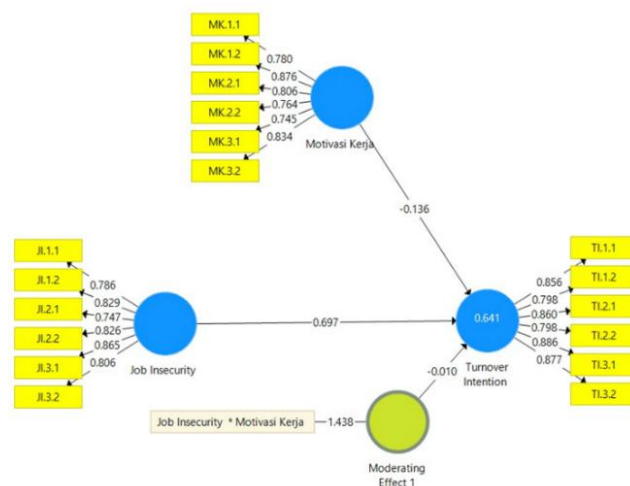 MK.1.1
MK.1.2
MK.2.1
MK.2.2
MK.3.1
MK.3.2
0.780
0.876
0.806
0.764
0.745
0.834
Motivasi Kerja
-0.136
JI.1.1
JI.1.2
JI.2.1
JI.2.2
JI.3.1
JI.3.2
0.786
0.829
0.747
0.826
0.865
0.806
Job Insecurity
0.697
0.641
Turnover
Intention
0.856
0.798
0.860
0.798
0.886
0.877
TI.1.1
TI.1.2
TI.2.1
TI.2.2
TI.3.1
TI.3.2
-0.010
Job Insecurity * Motivasi Kerja
1.438
Moderating
Effect 1